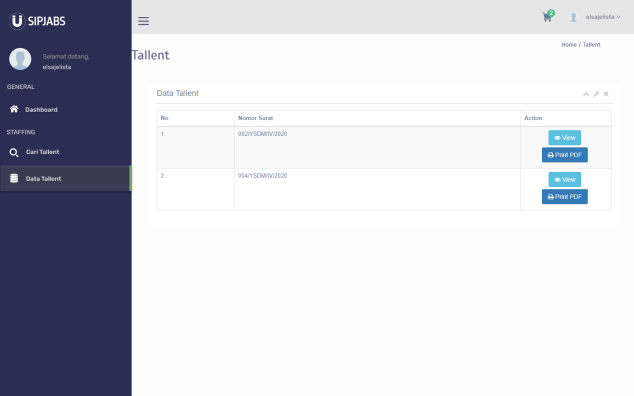 SIPJABS
2
elsajelista
Selamat datang,
elsajelista
GENERAL
Dashboard
STAFFING
Cari Tallent
Data Tallent
Tallent
Home / Tallent
Data Tallent
No Nomor Surat Action
1 002/YSDM/IV/2020 View
Print PDF
2 004/YSDM/IV/2020 View
Print PDF